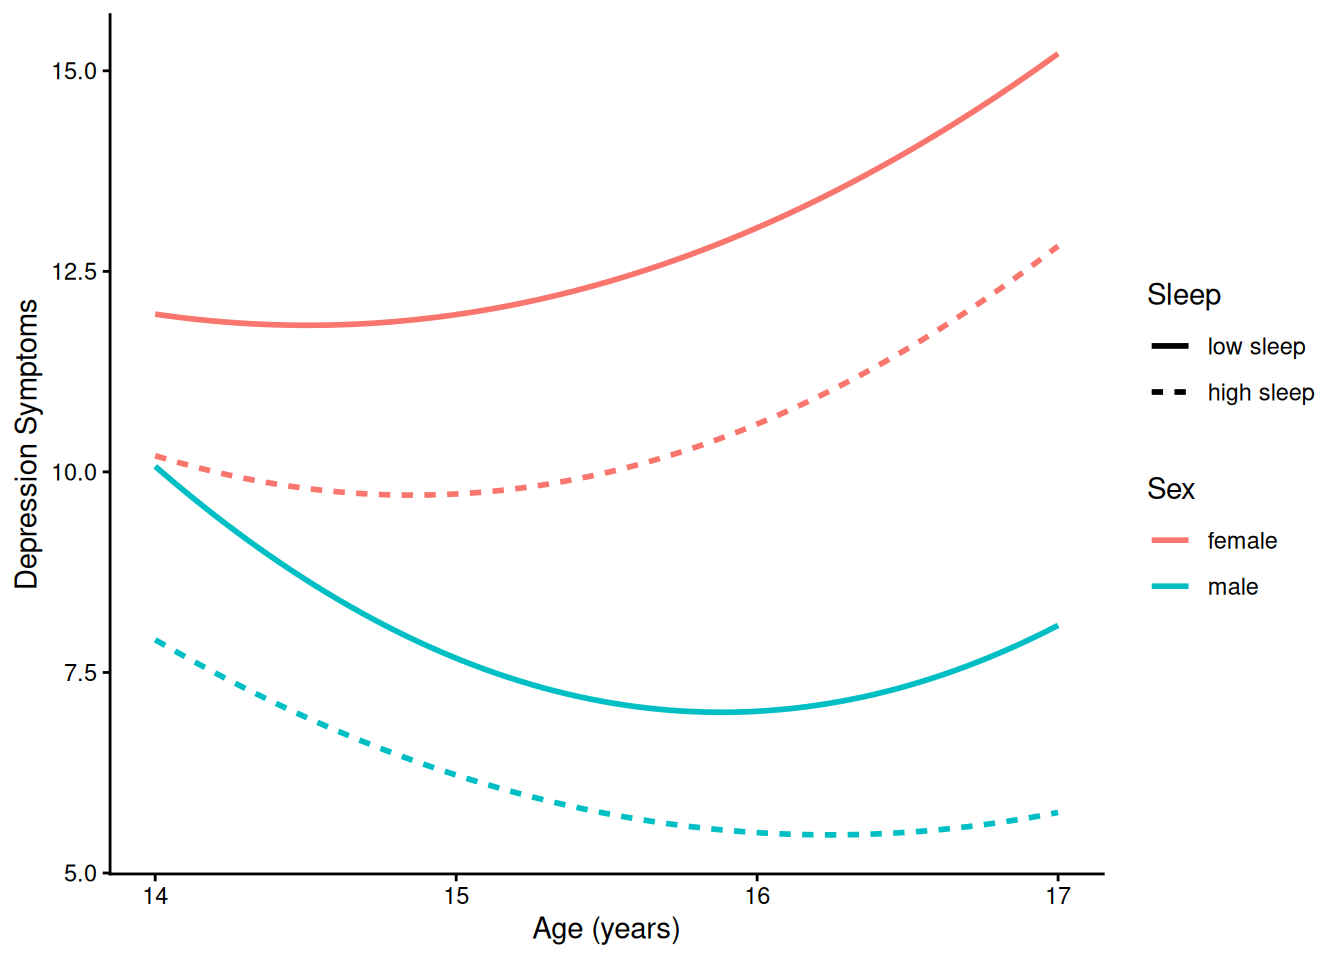 15.0
12.5
10.0
7.5
5.0
Depression Symptoms
14 15 16 17
Age (years)
Sleep
low sleep
high sleep
Sex
female
male